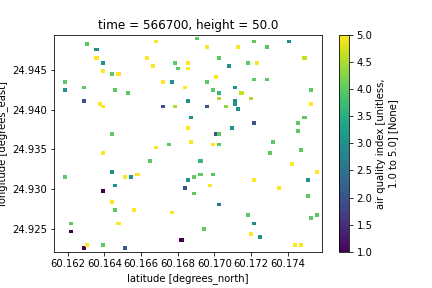 time = 566700, height = 50.0
longitude [degrees_east]
24.945
24.940
24.935
24.930
24.925
60.162 60.164 60.166 60.168 60.170 60.172 60.174
latitude [degrees_north]
5.0
4.5
4.0
3.5
3.0
2.5
2.0
1.5
1.0
air quality index [unitless,
1.0 to 5.0] [None]